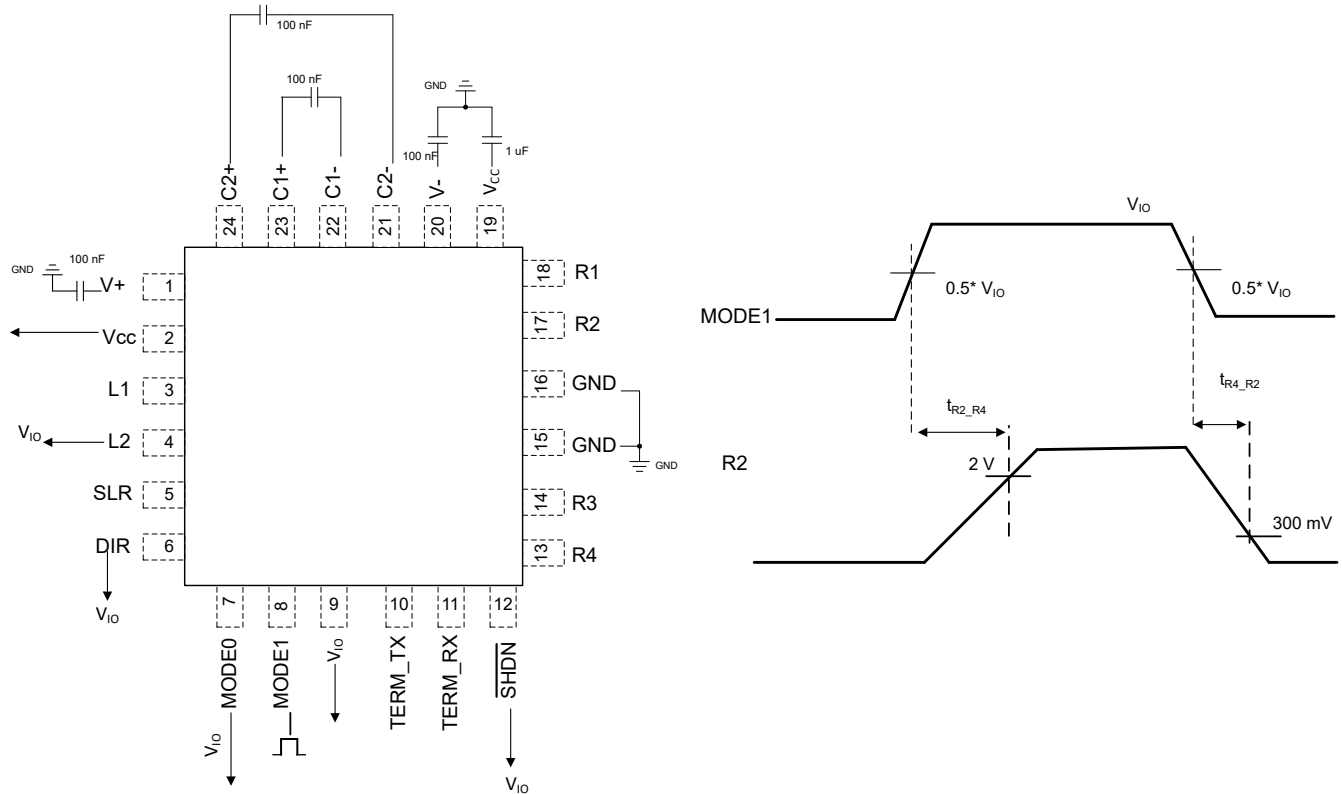 100 nF
100 nF
GND
100 nF
1 uF
C2+
C1+
C1-
C2-
V-
VCC
24
23
22
21
20
19
GND
100 nF
V+
1
Vcc
2
L1
3
VIO
L2
4
SLR
5
DIR
6
VIO
18
R1
17
R2
16
GND
15
GND
GND
14
R3
13
R4
7
8
9
10
11
12
MODE0
MODE1
VIO
TERM_TX
TERM_RX
SHDN
VIO
VIO
VIO
0.5* VIO
0.5* VIO
MODE1
tR2_R4
tR4_R2
R2
2 V
300 mV